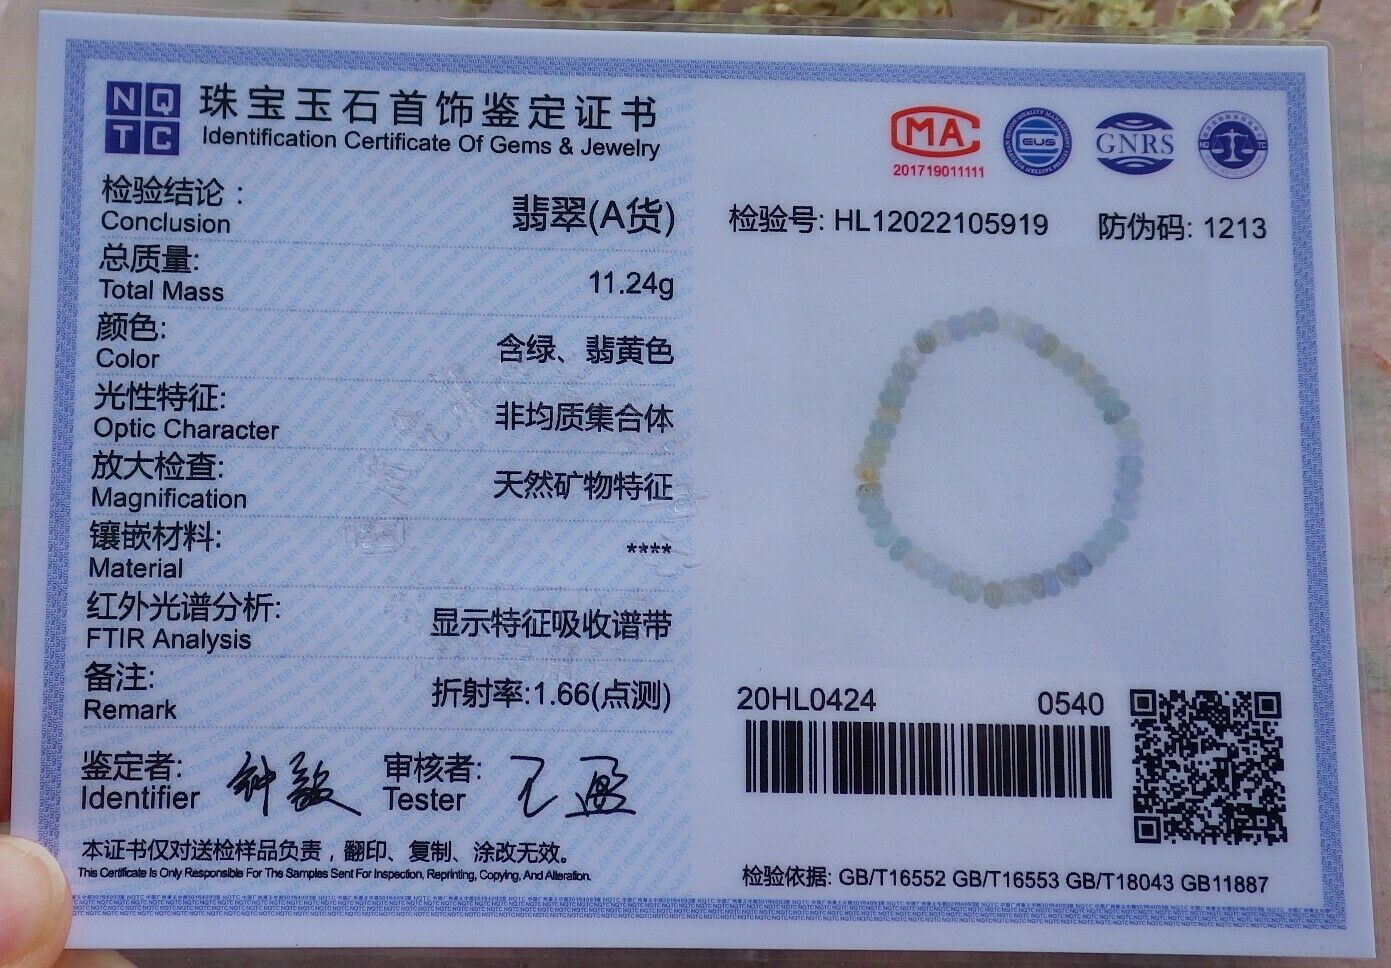 NQ
TC
珠宝玉石首饰鉴定证书
Identification Certificate Of Gems & Jewelry
检验结论：
Conclusion
翡翠(A货)
总质量:
Total Mass
11.24g
颜色:
Color
含绿、翡黄色
光性特征:
Optic Character
非均质集合体
放大检查:
Magnification
天然矿物特征
镶嵌材料:
Material
****
红外光谱分析:
FTIR Analysis
显示特征吸收谱带
备注:
Remark
折射率:1.66(点测)
鉴定者:
Identifier
审核者:
Tester
本证书仅对送检样品负责，翻印、复制、涂改无效。
This Certificate Is Only Responsible For Ths Samples Sent For Inspection, Reprinting, Copying, And Alteration.
MA
201719011111
EUS
GNRS
检验号: HL12022105919 防伪码: 1213
20HL0424 0540
检验依据: GB/T16552 GB/T16553 GB/T18043 GB11887